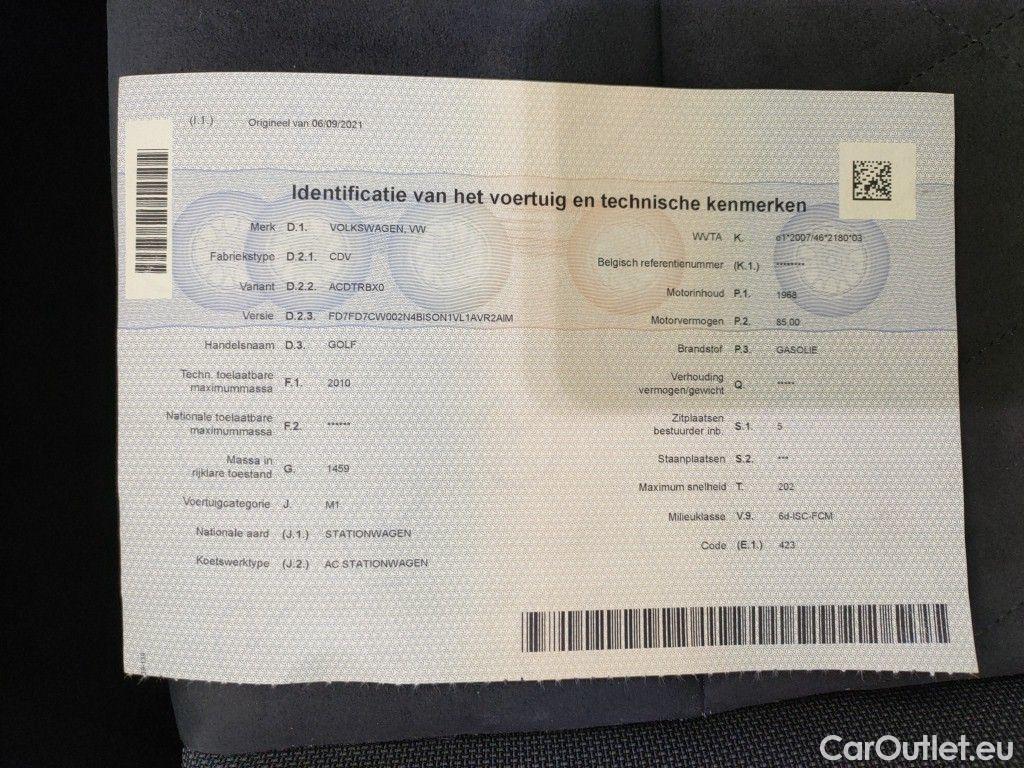 (I.1.) Origineel van 06/09/2021
Identificatie van het voertuig en technische kenmerken
Merk D.1. VOLKSWAGEN, VW
Fabriekstype D.2.1. CDV
Variant D.2.2. ACDTRBX0
Versie D.2.3. FD7FD7CW002N4BISON1VL1AVR2AIM
Handelsnaam D.3. GOLF
Techn. toelaatbare
maximummassa F.1. 2010
Nationale toelaatbare
maximummassa F.2. ******
Massa in
rijklare toestand G. 1459
Voertuigcategorie J. M1
Nationale aard (J.1.) STATIONWAGEN
Koetswerktype (J.2.) AC STATIONWAGEN
WVTA K. e1*2007/46*2180*03
Belgisch referentienummer (K.1.) ********
Motorinhoud P.1. 1968
Motorvermogen P.2. 85.00
Brandstof P.3. GASOLIE
Verhouding
vermogen/gewicht Q. *****
Zitplaatsen
bestuurder inb. S.1. 5
Staanplaatsen S.2. ***
Maximum snelheid T. 202
Milieuklasse V.9. 6d-ISC-FCM
Code (E.1.) 423
CarOutlet.eu